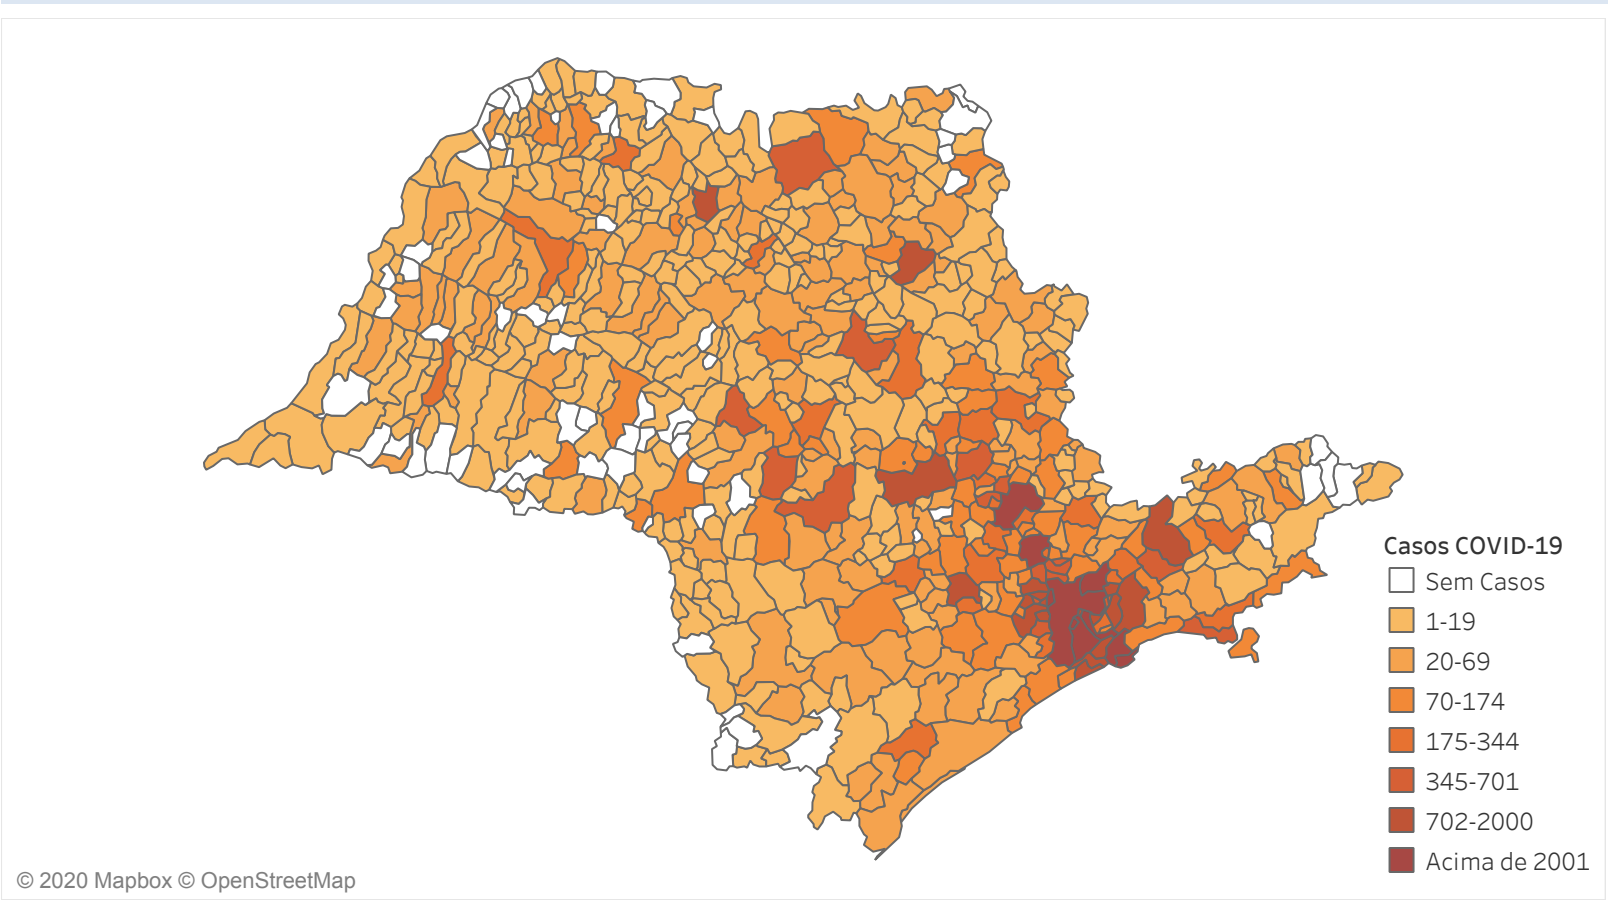 Casos COVID-19
Sem Casos
1-19
20-69
70-174
175-344
345-701
702-2000
Acima de 2001
© 2020 Mapbox © OpenStreetMap